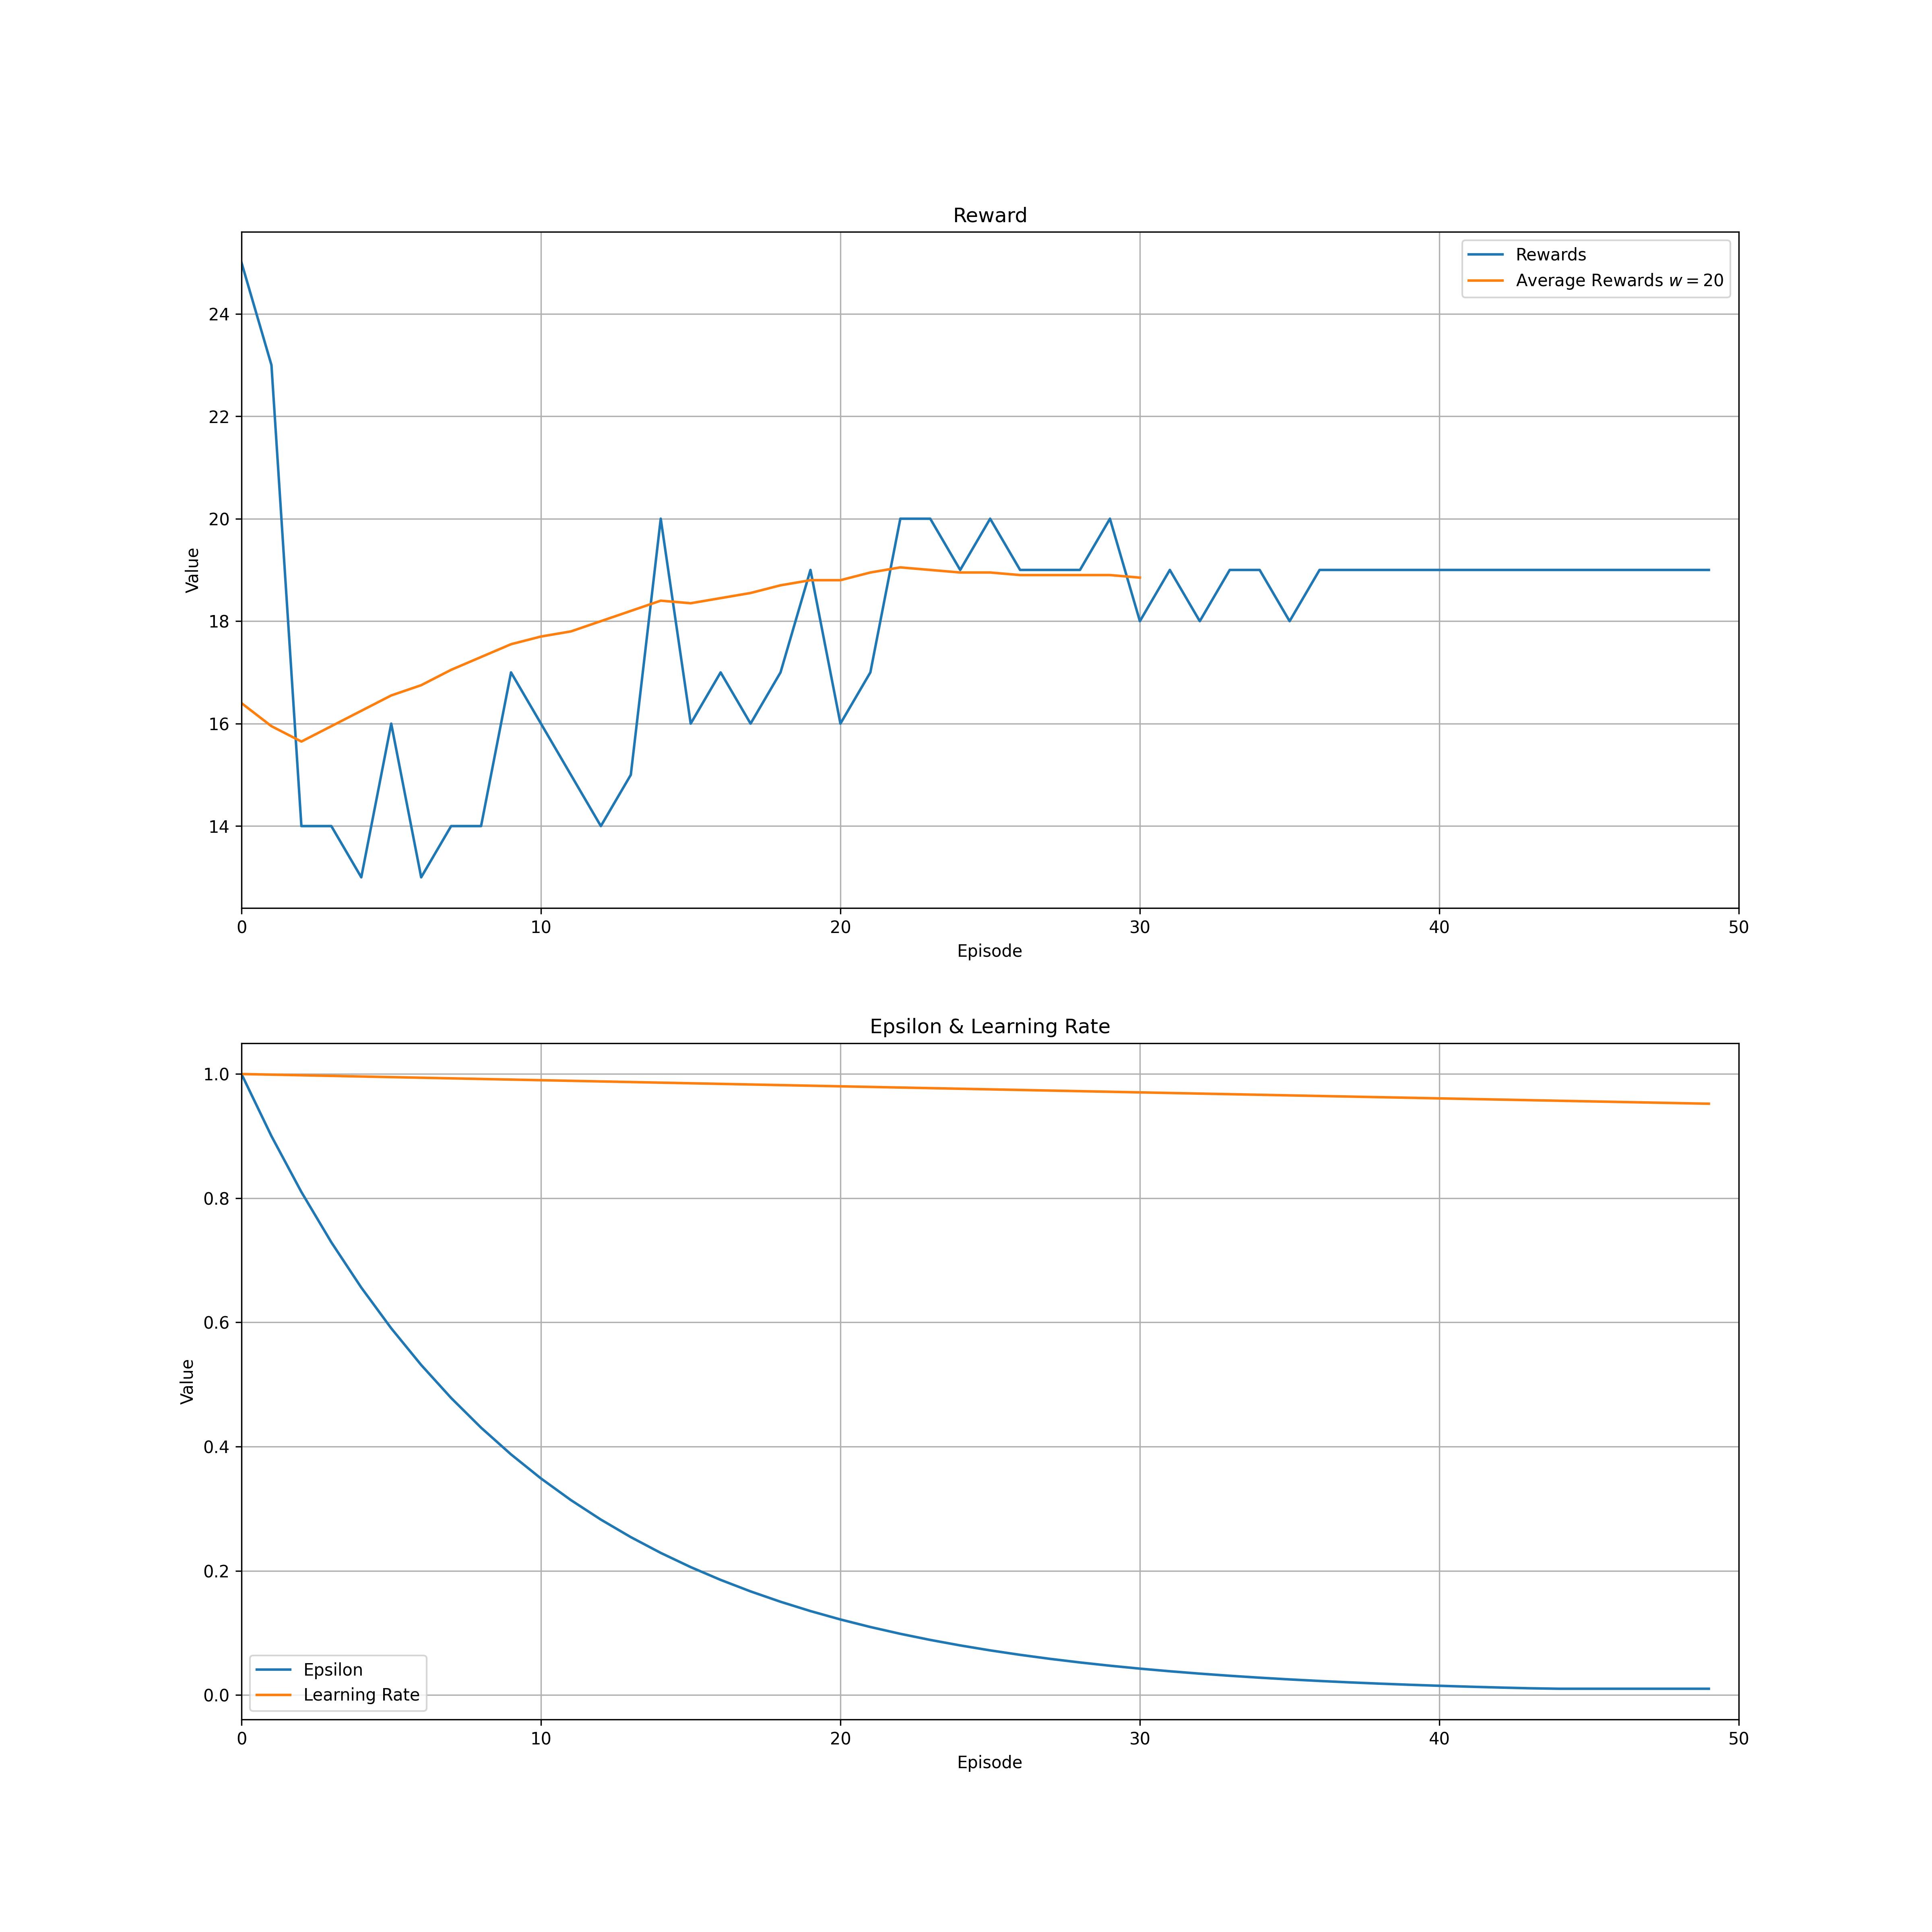 Reward
Rewards
Average Rewards w = 20
24
22
20
18
16
14
Value
0 10 20 30 40 50
Episode
Epsilon & Learning Rate
1.0
0.8
0.6
0.4
0.2
0.0
Value
Epsilon
Learning Rate
0 10 20 30 40 50
Episode